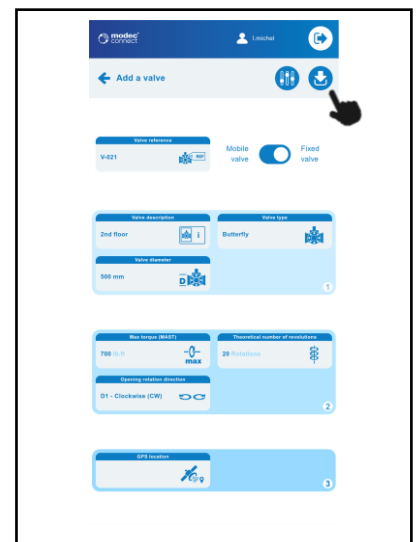 modec
connect
l.michel
Add a valve
Valve reference
V-021
REF
Mobile valve
Fixed valve
Valve description
Valve type
2nd floor
i
Butterfly
Valve diameter
500 mm
D
1
Max torque (MAST)
Theoretical number of revolutions
700 lb.ft
max
20 Rotations
Opening rotation direction
D1 - Clockwise (CW)
2
GPS location
3